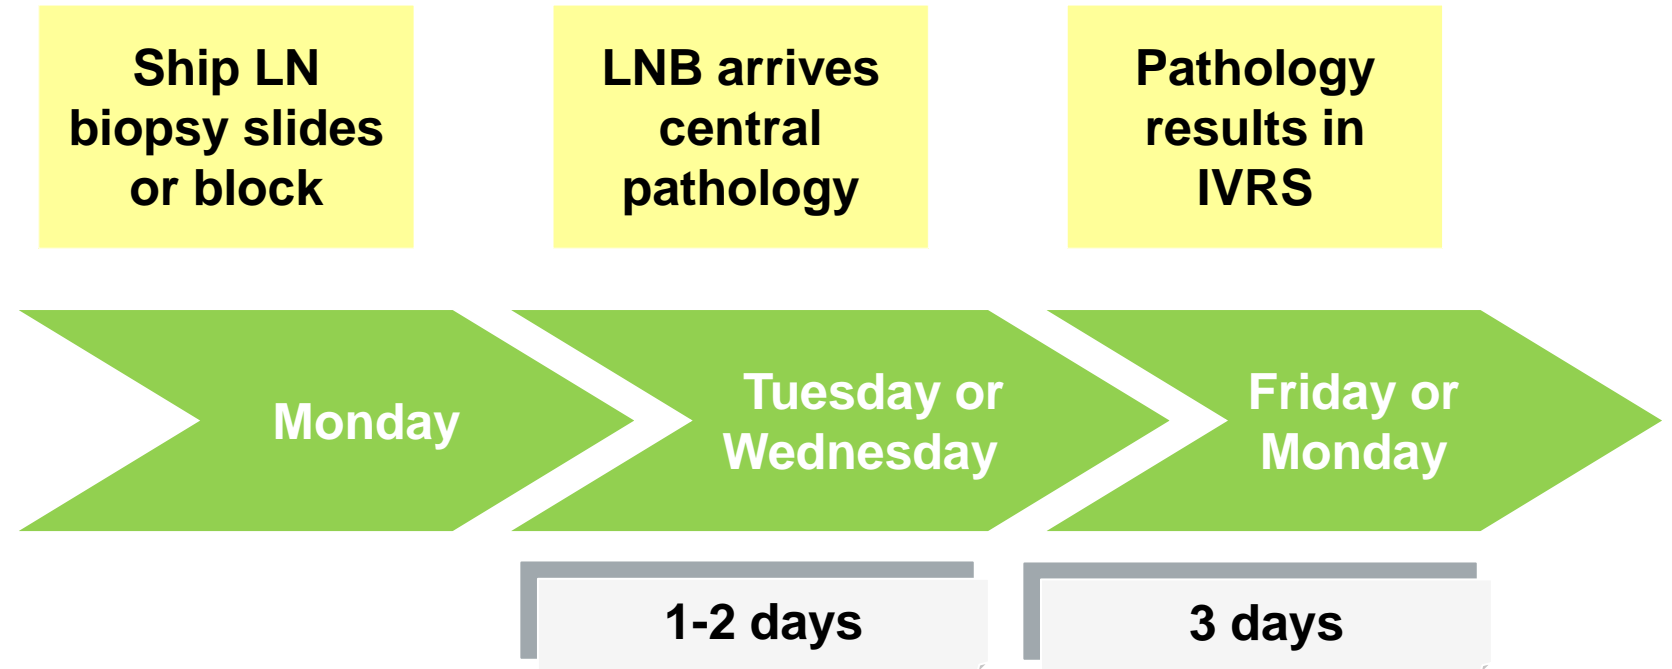 Ship LN
biopsy slides
or block
LNB arrives
central
pathology
Pathology
results in
IVRS
Monday
Tuesday or
Wednesday
Friday or
Monday
1-2 days
3 days